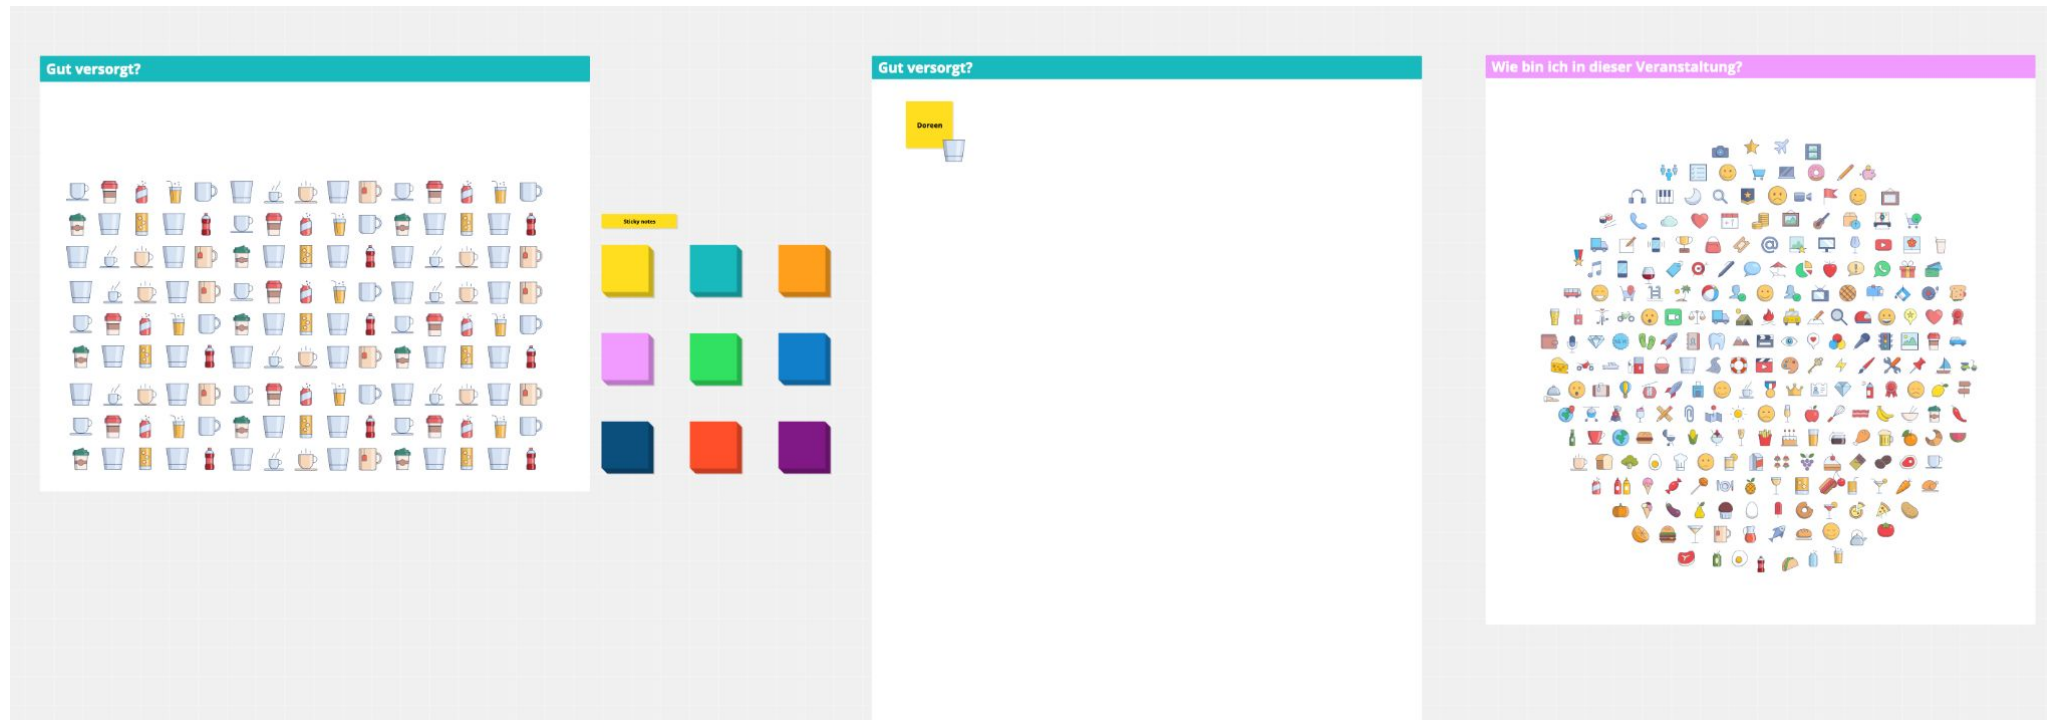 Gut versorgt?
Sticky notes
Gut versorgt?
Doreen
Wie bin ich in dieser Veranstaltung?